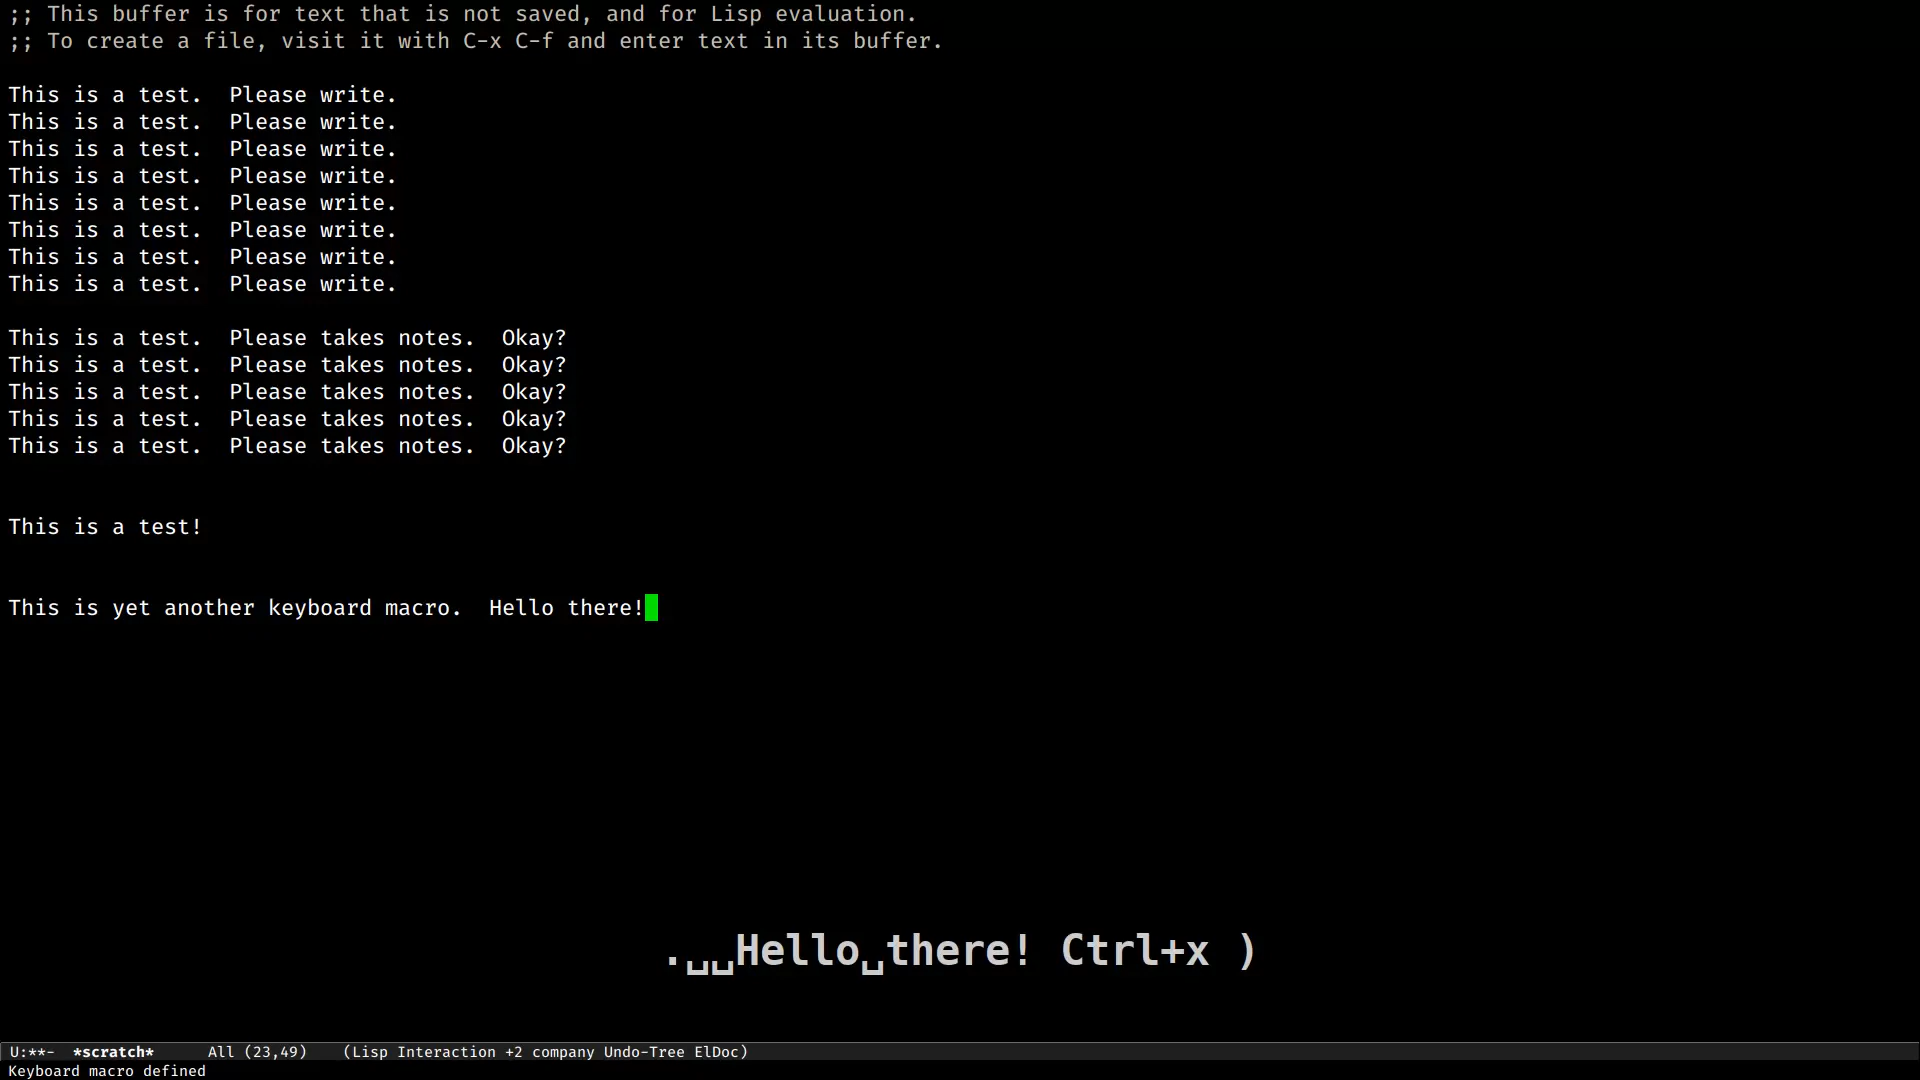 ;; This buffer is for text that is not saved, and for Lisp evaluation.
;; To create a file, visit it with C-x C-f and enter text in its buffer.
This is a test.  Please write.
This is a test.  Please write.
This is a test.  Please write.
This is a test.  Please write.
This is a test.  Please write.
This is a test.  Please write.
This is a test.  Please write.
This is a test.  Please write.
This is a test.  Please takes notes.  Okay?
This is a test.  Please takes notes.  Okay?
This is a test.  Please takes notes.  Okay?
This is a test.  Please takes notes.  Okay?
This is a test.  Please takes notes.  Okay?
This is a test!
This is yet another keyboard macro.  Hello there!
.␣␣Hello␣there! Ctrl+x )
U:**-  *scratch*      All (23,49)    (Lisp Interaction +2 company Undo-Tree ElDoc)
Keyboard macro defined